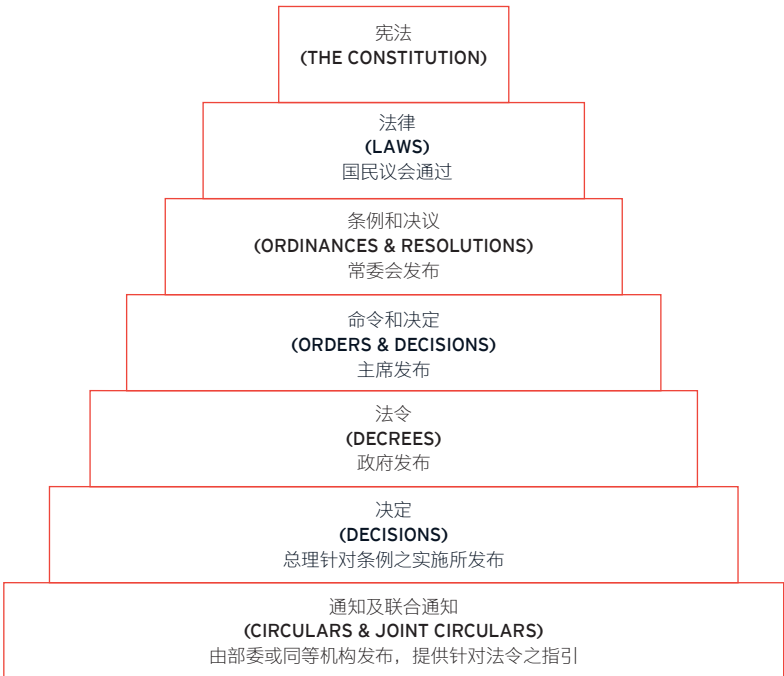 宪法
(THE CONSTITUTION)
法律
(LAWS)
国民议会通过
条例和决议
(ORDINANCES & RESOLUTIONS)
常委会发布
命令和决定
(ORDERS & DECISIONS)
主席发布
法令
(DECREES)
政府发布
决定
(DECISIONS)
总理针对条例之实施所发布
通知及联合通知
(CIRCULARS & JOINT CIRCULARS)
由部委或同等机构发布，提供针对法令之指引